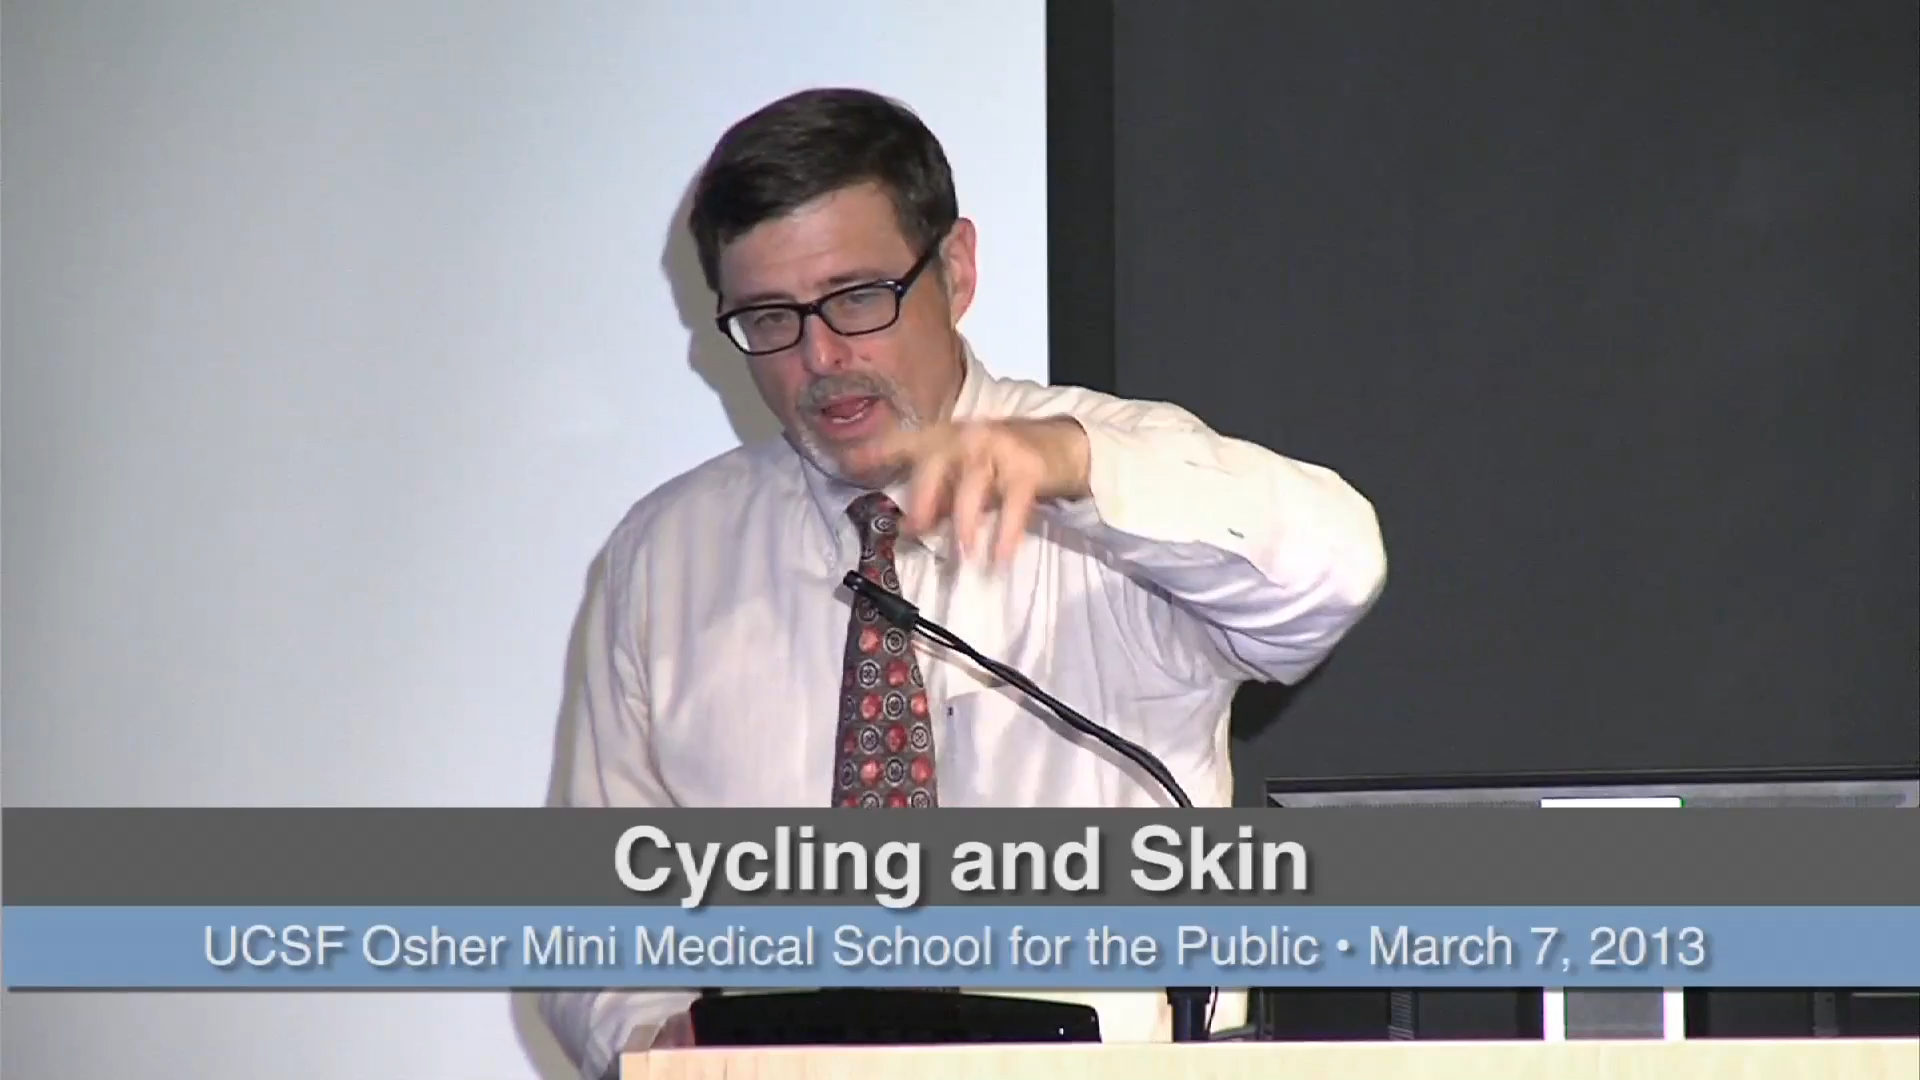 Cycling and Skin
UCSF Osher Mini Medical School for the Public • March 7, 2013